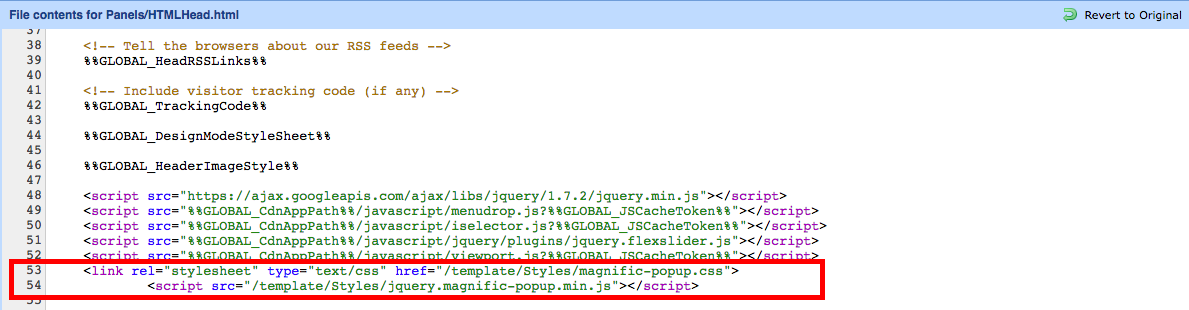 File contents for Panels/HTMLHead.html
Revert to Original
37
38 <!-- Tell the browsers about our RSS feeds -->
39 %%GLOBAL_HeadRSSLinks%%
40
41 <!-- Include visitor tracking code (if any) -->
42 %%GLOBAL_TrackingCode%%
43
44 %%GLOBAL_DesignModeStyleSheet%%
45
46 %%GLOBAL_HeaderImageStyle%%
47
48 <script src="https://ajax.googleapis.com/ajax/libs/jquery/1.7.2/jquery.min.js"></script>
49 <script src="%%GLOBAL_CdnAppPath%%/javascript/menudrop.js?%%GLOBAL_JSCacheToken%%"></script>
50 <script src="%%GLOBAL_CdnAppPath%%/javascript/iselector.js?%%GLOBAL_JSCacheToken%%"></script>
51 <script src="%%GLOBAL_CdnAppPath%%/javascript/jquery/plugins/jquery.flexslider.js"></script>
52 <script src="%%GLOBAL_CdnAppPath%%/javascript/viewport.js?%%GLOBAL_JSCacheToken%%"></script>
53 <link rel="stylesheet" type="text/css" href="/template/Styles/magnific-popup.css">
54 <script src="/template/Styles/jquery.magnific-popup.min.js"></script>
55